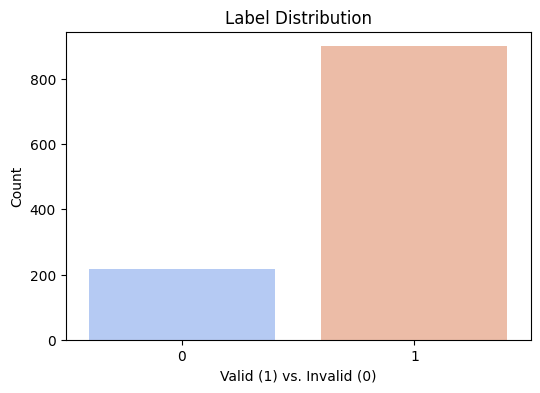 Label Distribution
Count
800
600
400
200
0
0 1
Valid (1) vs. Invalid (0)